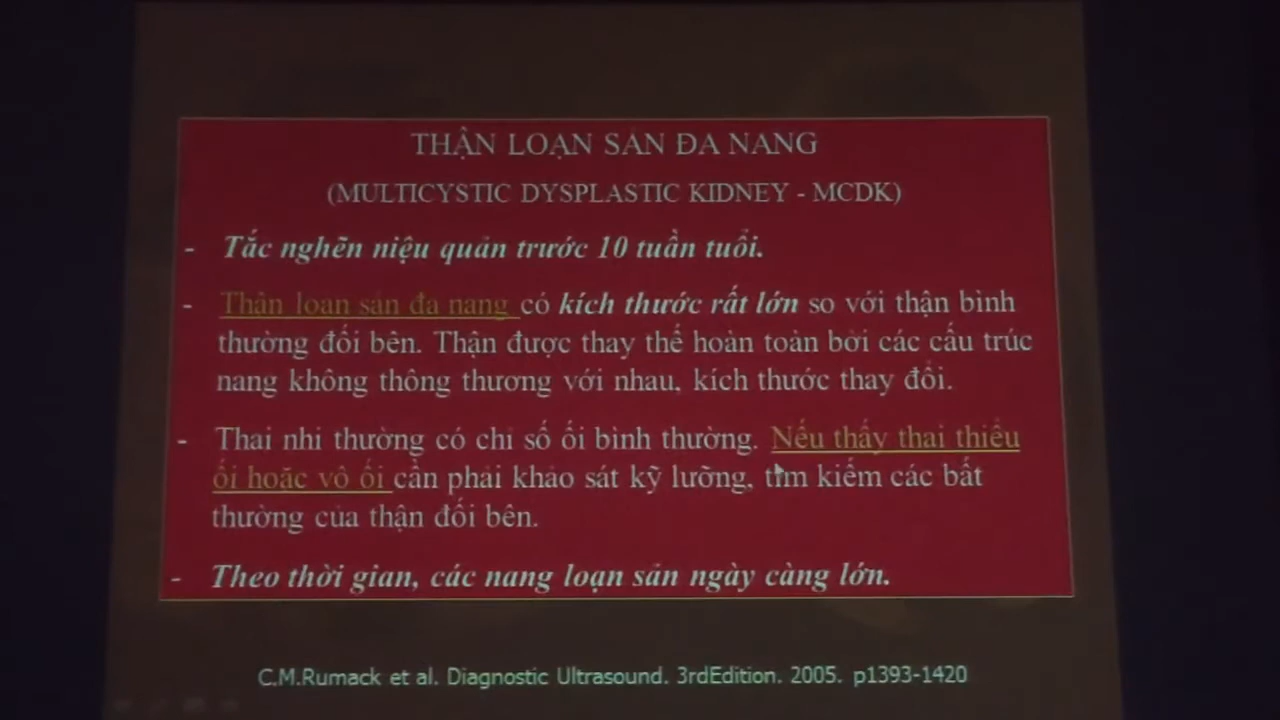 THẬN LOẠN SẢN ĐA NANG
(MULTICYSTIC DYSPLASTIC KIDNEY - MCDK)
- Tắc nghẽn niệu quản trước 10 tuần tuổi.
- Thận loạn sản đa nang có kích thước rất lớn so với thận bình
thường đối bên. Thận được thay thế hoàn toàn bởi các cấu trúc
nang không thông thương với nhau, kích thước thay đổi.
- Thai nhi thường có chỉ số ối bình thường. Nếu thấy thai thiểu
ối hoặc vô ối cần phải khảo sát kỹ lưỡng, tìm kiếm các bất
thường của thận đối bên.
- Theo thời gian, các nang loạn sản ngày càng lớn.
C.M.Rumack et al. Diagnostic Ultrasound. 3rdEdition. 2005. p1393-1420